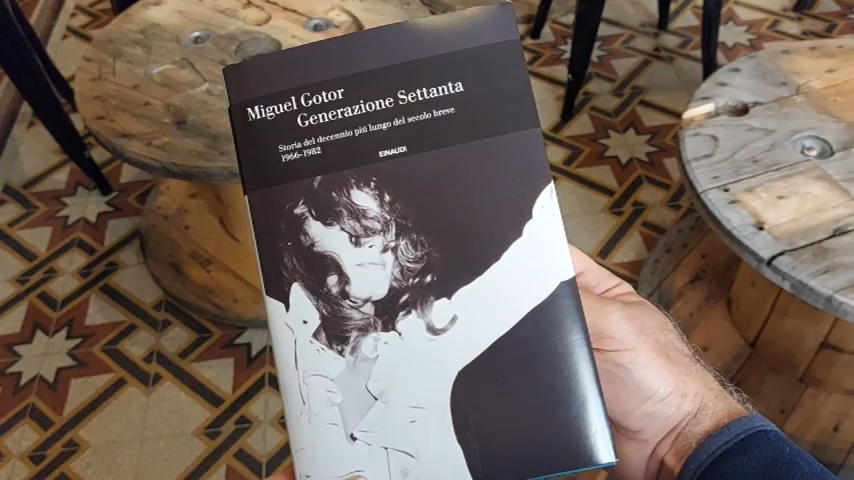 Miguel Gotor
Generazione Settanta
Storia del decennio più lungo del secolo breve
1966-1982
EINAUDI